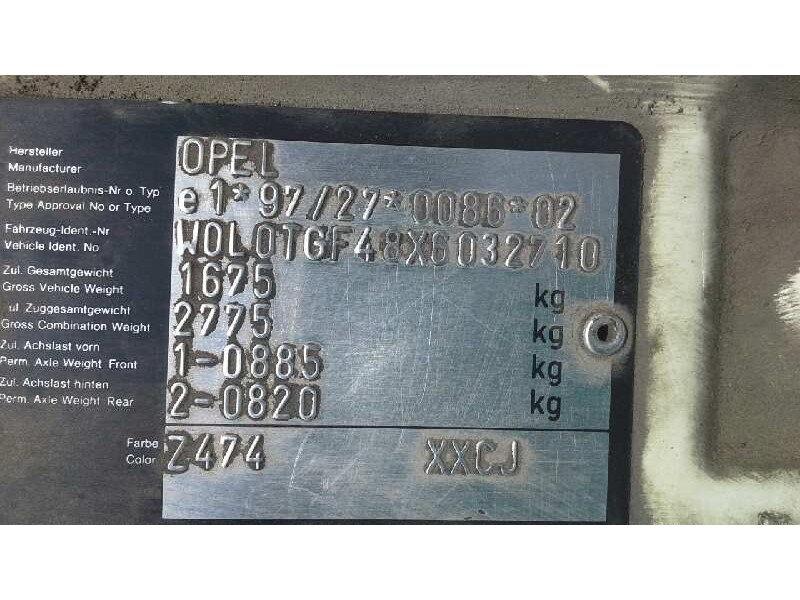 Hersteller
Manufacturer
OPEL
Betriebserlaubnis-Nr o. Typ
Type Approval No or Type
e1*97/27*0086*02
Fahrzeug-Ident.-Nr
Vehicle Ident. No
W0L0TGF48X6032710
Zul. Gesamtgewicht
Gross Vehicle Weight
1675 kg
ul Zuggesamtgewicht
Gross Combination Weight
2775 kg
Zul. Achslast vorn
Perm. Axle Weight Front
1-0885 kg
Zul. Achslast hinten
Perm. Axle Weight Rear
2-0820 kg
Farbe
Color
Z474 XXCJ